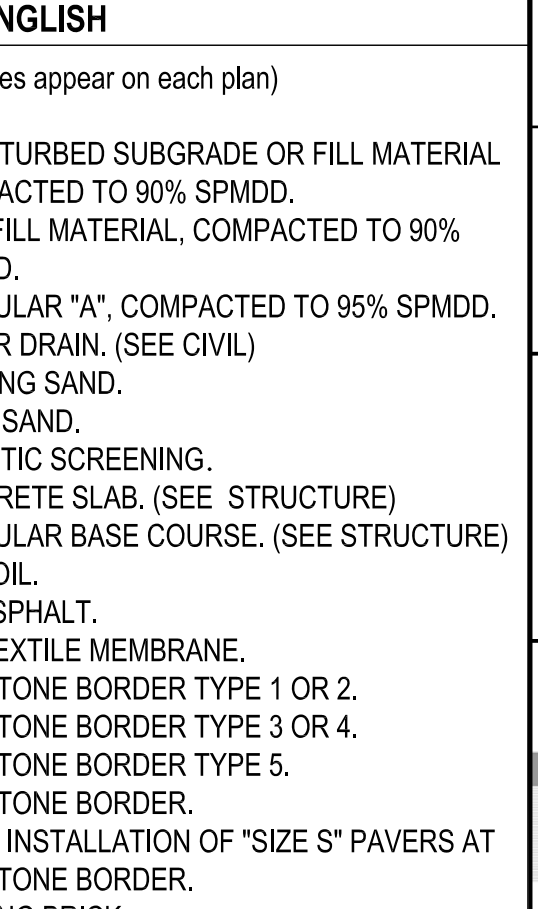 NGLISH
es appear on each plan)
TURBED SUBGRADE OR FILL MATERIAL
ACTED TO 90% SPMDD.
FILL MATERIAL, COMPACTED TO 90%
D.
ULAR "A", COMPACTED TO 95% SPMDD.
R DRAIN. (SEE CIVIL)
NG SAND.
SAND.
TIC SCREENING.
RETE SLAB. (SEE STRUCTURE)
ULAR BASE COURSE. (SEE STRUCTURE)
OIL.
SPHALT.
EXTILE MEMBRANE.
TONE BORDER TYPE 1 OR 2.
TONE BORDER TYPE 3 OR 4.
TONE BORDER TYPE 5.
TONE BORDER.
INSTALLATION OF "SIZE S" PAVERS AT
TONE BORDER.